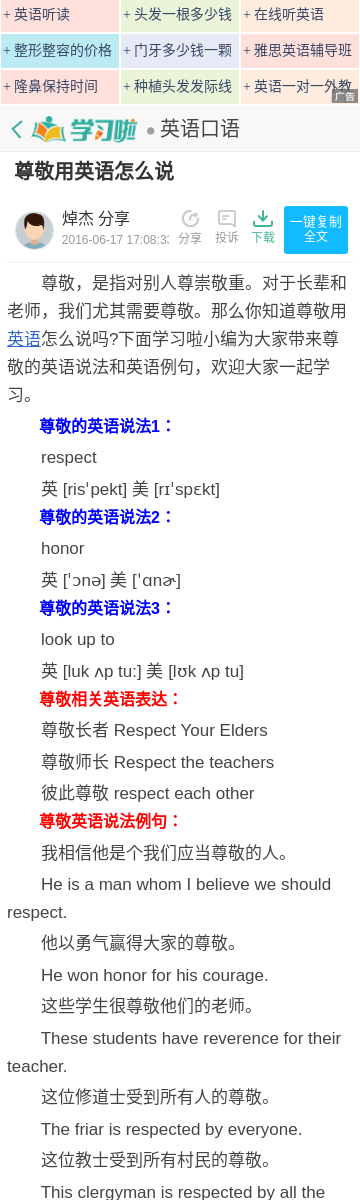 + 英语听读
+ 头发一根多少钱
+ 在线听英语
+ 整形整容的价格
+ 门牙多少钱一颗
+ 雅思英语辅导班
+ 隆鼻保持时间
+ 种植头发发际线
+ 英语一对一外教
广告
学习啦 ● 英语口语
尊敬用英语怎么说
焯杰 分享
2016-06-17 17:08:3
分享
投诉
下载
一键复制
全文
尊敬，是指对别人尊崇敬重。对于长辈和
老师，我们尤其需要尊敬。那么你知道尊敬用
英语怎么说吗?下面学习啦小编为大家带来尊
敬的英语说法和英语例句，欢迎大家一起学
习。
尊敬的英语说法1：
respect
英 [risˈpekt] 美 [rɪˈspɛkt]
尊敬的英语说法2：
honor
英 [ˈɔnə] 美 [ˈɑnɚ]
尊敬的英语说法3：
look up to
英 [luk ʌp tu:] 美 [lʊk ʌp tu]
尊敬相关英语表达：
尊敬长者 Respect Your Elders
尊敬师长 Respect the teachers
彼此尊敬 respect each other
尊敬英语说法例句：
我相信他是个我们应当尊敬的人。
He is a man whom I believe we should
respect.
他以勇气赢得大家的尊敬。
He won honor for his courage.
这些学生很尊敬他们的老师。
These students have reverence for their
teacher.
这位修道士受到所有人的尊敬。
The friar is respected by everyone.
这位教士受到所有村民的尊敬。
This clergyman is respected by all the